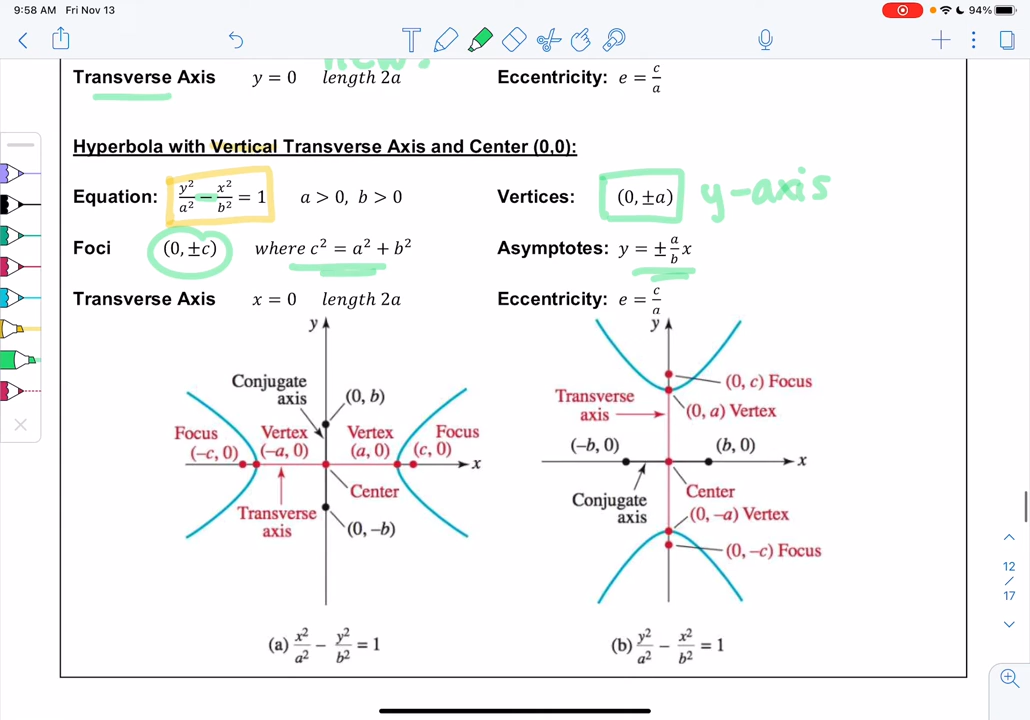 9:58 AM Fri Nov 13
94%
new!
Transverse Axis y = 0 length 2a Eccentricity: e = c/a
Hyperbola with Vertical Transverse Axis and Center (0,0):
Equation: y²/a² − x²/b² = 1 a > 0, b > 0 Vertices: (0, ±a) y-axis
Foci (0, ±c) where c² = a² + b² Asymptotes: y = ± a/b x
Transverse Axis x = 0 length 2a Eccentricity: e = c/a
y
Conjugate
axis
(0, b)
Focus
(−c, 0)
Vertex
(−a, 0)
Vertex
(a, 0)
Focus
(c, 0)
x
Center
Transverse
axis
(0, −b)
(a) x²/a² − y²/b² = 1
y
(0, c) Focus
Transverse
axis
(0, a) Vertex
(−b, 0)
(b, 0)
x
Conjugate
axis
Center
(0, −a) Vertex
(0, −c) Focus
(b) y²/a² − x²/b² = 1
12
/
17